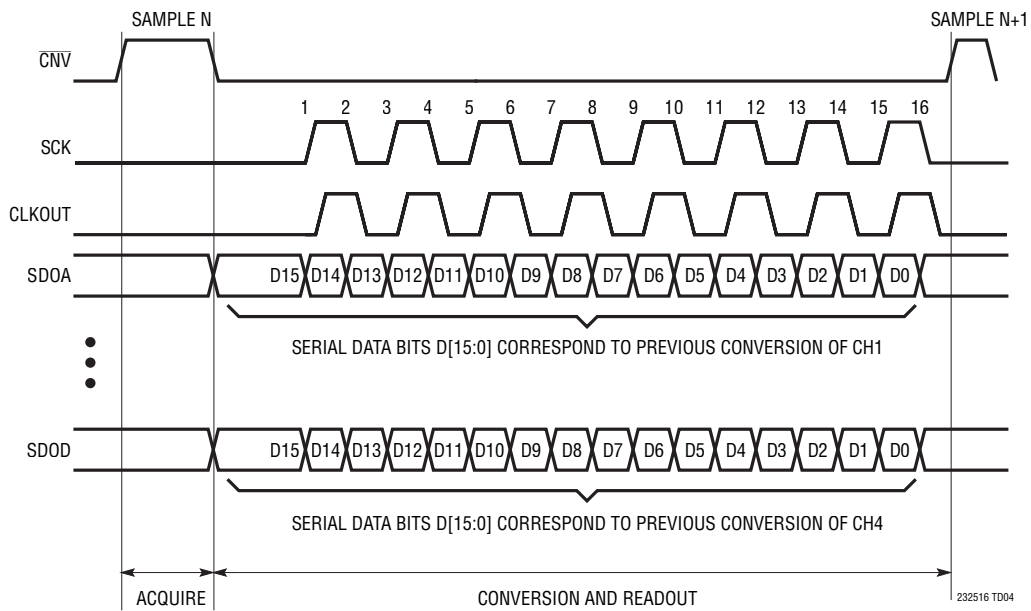 SAMPLE N SAMPLE N+1
CNV
1 2 3 4 5 6 7 8 9 10 11 12 13 14 15 16
SCK
CLKOUT
SDOA D15 D14 D13 D12 D11 D10 D9 D8 D7 D6 D5 D4 D3 D2 D1 D0
SERIAL DATA BITS D[15:0] CORRESPOND TO PREVIOUS CONVERSION OF CH1
SDOD D15 D14 D13 D12 D11 D10 D9 D8 D7 D6 D5 D4 D3 D2 D1 D0
SERIAL DATA BITS D[15:0] CORRESPOND TO PREVIOUS CONVERSION OF CH4
ACQUIRE CONVERSION AND READOUT 232516 TD04